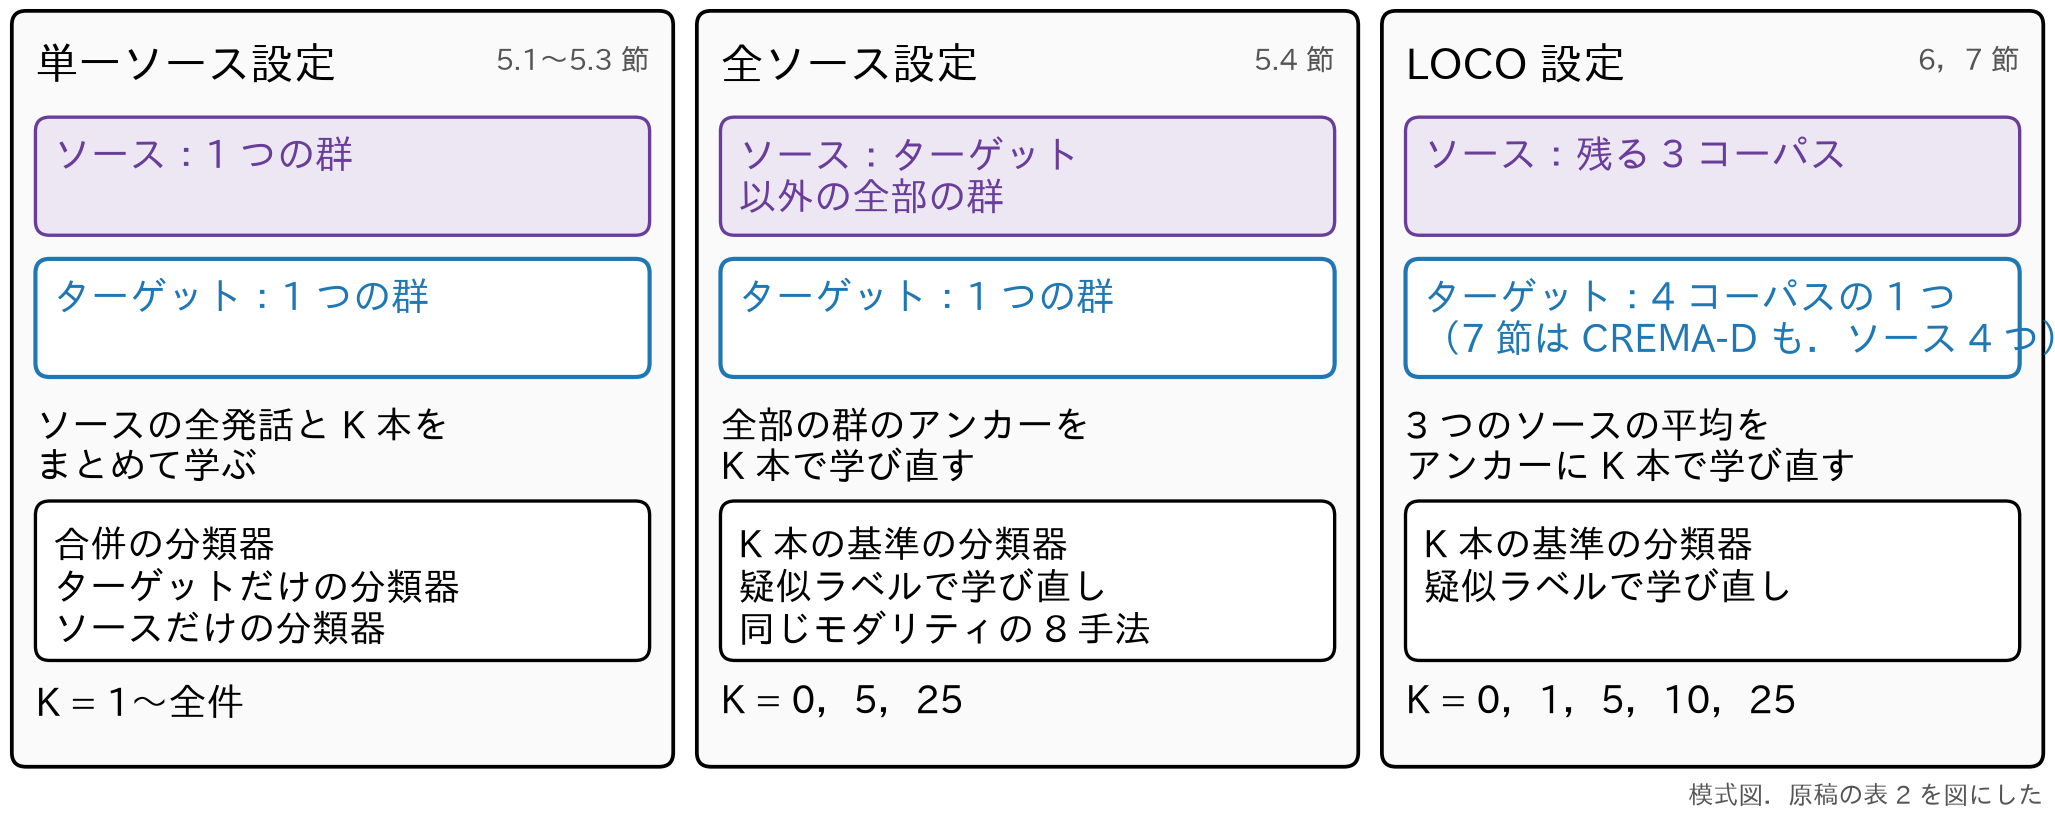 単一ソース設定
5.1〜5.3 節
ソース：1 つの群
ターゲット：1 つの群
ソースの全発話と K 本を
まとめて学ぶ
合併の分類器
ターゲットだけの分類器
ソースだけの分類器
K = 1〜全件
全ソース設定
5.4 節
ソース：ターゲット
以外の全部の群
ターゲット：1 つの群
全部の群のアンカーを
K 本で学び直す
K 本の基準の分類器
疑似ラベルで学び直し
同じモダリティの 8 手法
K = 0，5，25
LOCO 設定
6，7 節
ソース：残る 3 コーパス
ターゲット：4 コーパスの 1 つ
（7 節は CREMA-D も．ソース 4 つ）
3 つのソースの平均を
アンカーに K 本で学び直す
K 本の基準の分類器
疑似ラベルで学び直し
K = 0，1，5，10，25
模式図．原稿の表 2 を図にした